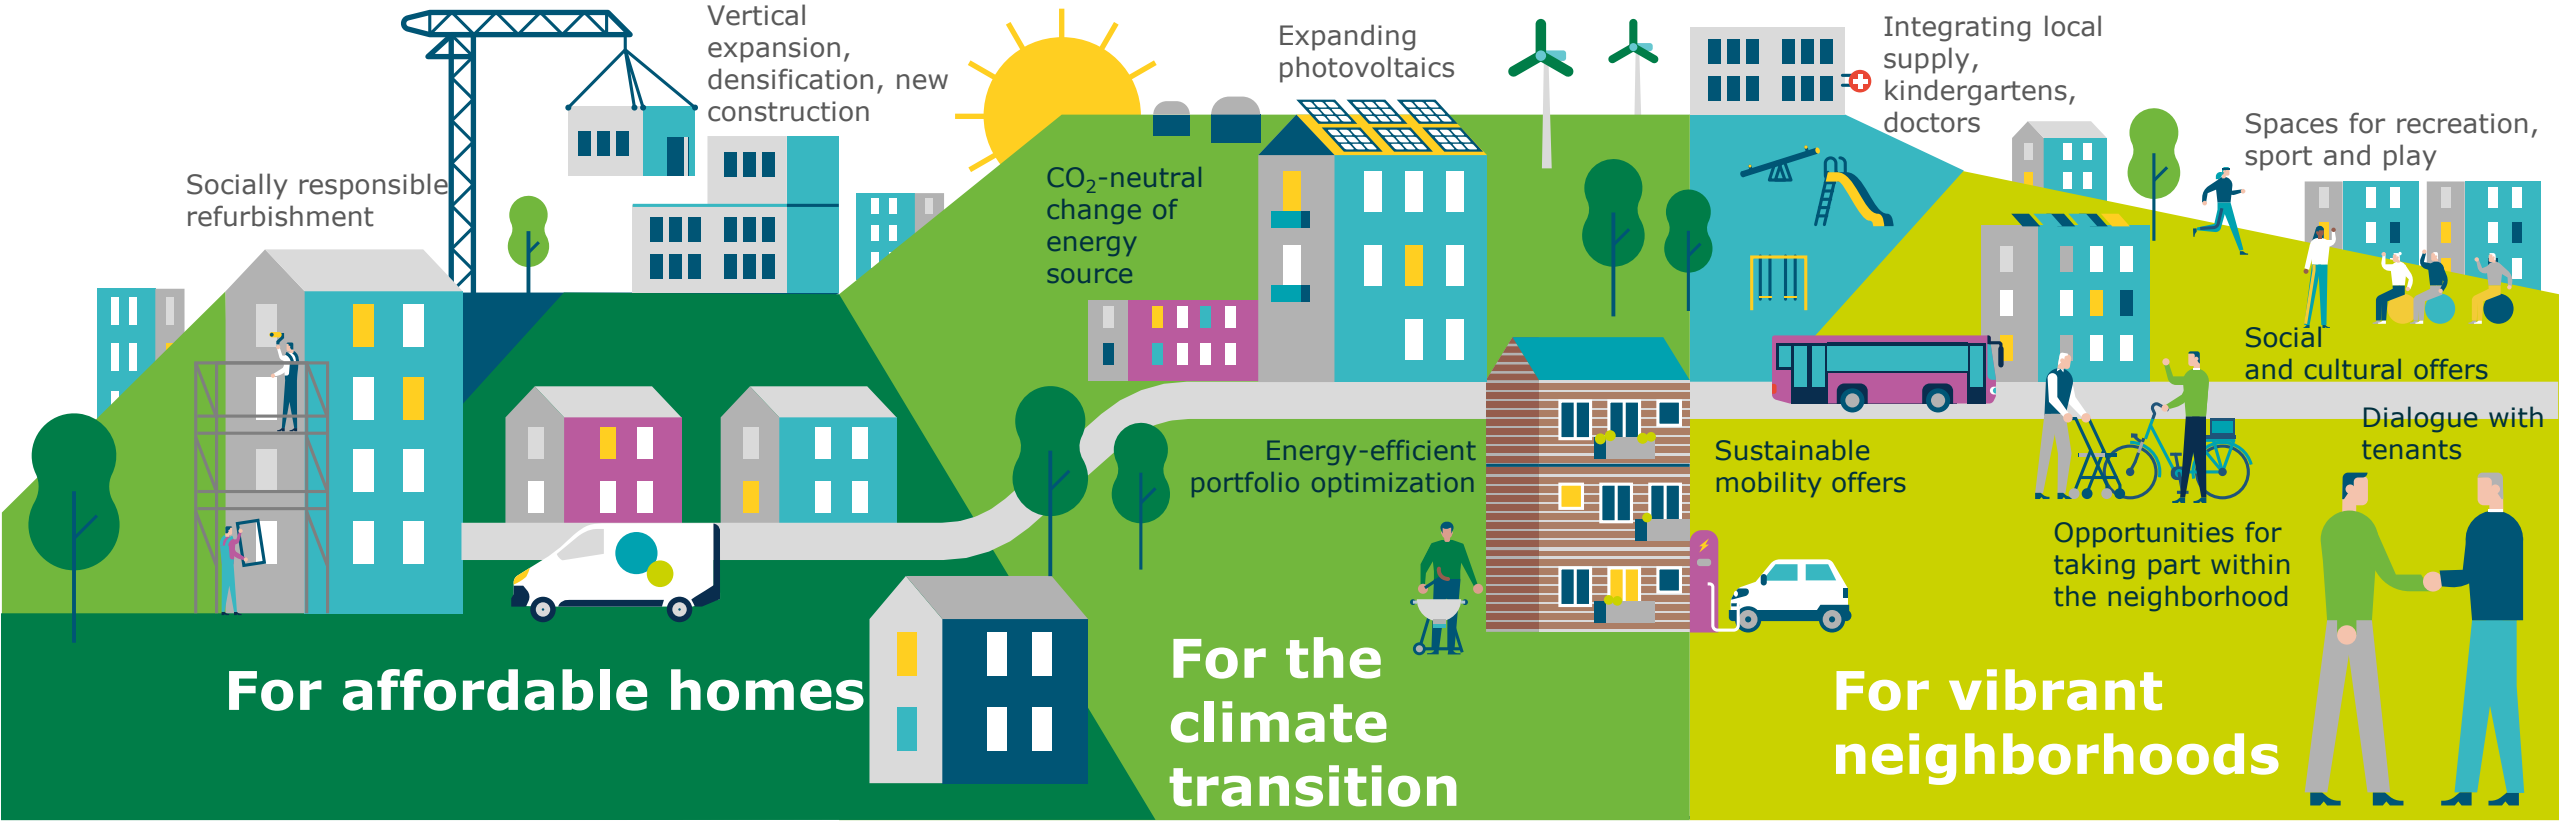 Socially responsible
refurbishment
Vertical
expansion,
densification, new
construction
For affordable homes
CO₂-neutral
change of
energy
source
Expanding
photovoltaics
Energy-efficient
portfolio optimization
For the
climate
transition
Integrating local
supply,
kindergartens,
doctors
Spaces for recreation,
sport and play
Social
and cultural offers
Dialogue with
tenants
Sustainable
mobility offers
Opportunities for
taking part within
the neighborhood
For vibrant
neighborhoods